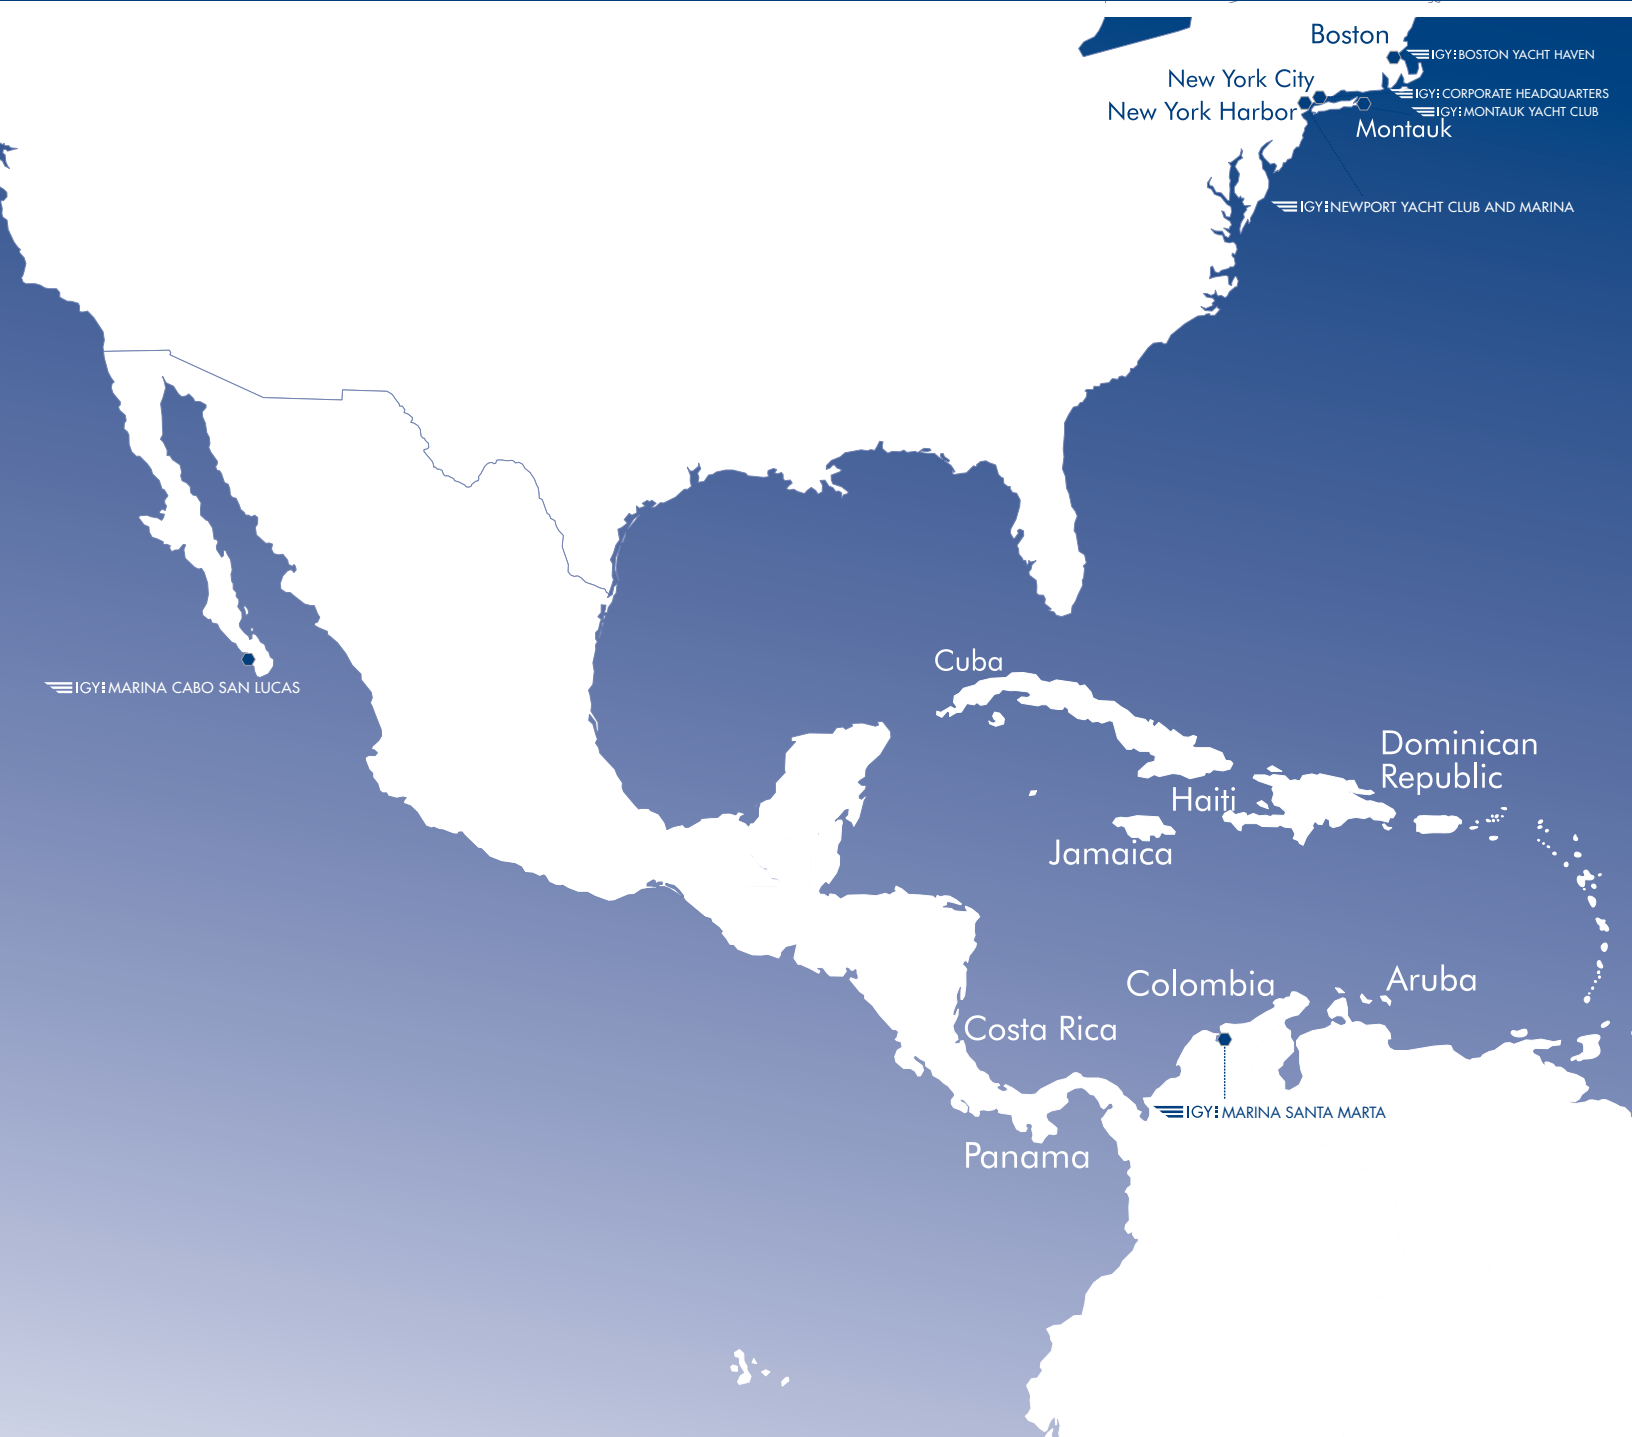 Boston
IGY BOSTON YACHT HAVEN
New York City
IGY CORPORATE HEADQUARTERS
New York Harbor
IGY MONTAUK YACHT CLUB
Montauk
IGY NEWPORT YACHT CLUB AND MARINA
Cuba
IGY MARINA CABO SAN LUCAS
Dominican
Republic
Haiti
Jamaica
Colombia
Aruba
Costa Rica
IGY MARINA SANTA MARTA
Panama